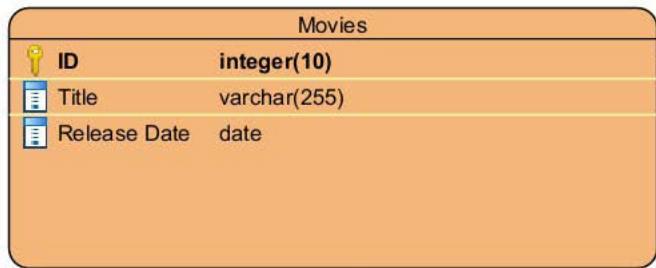 Movies
ID integer(10)
Title varchar(255)
Release Date date